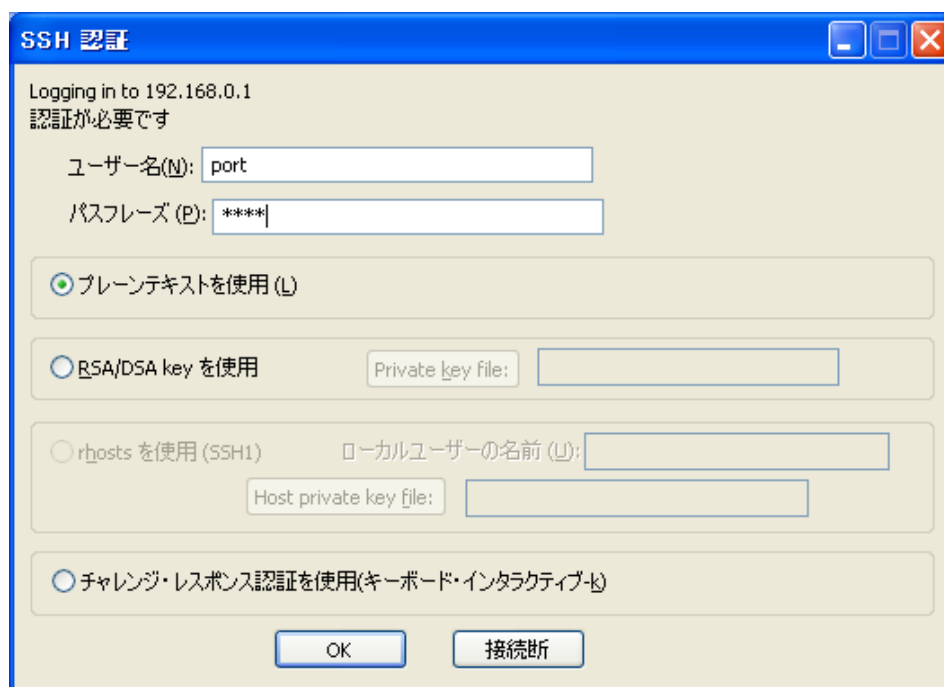 SSH 認証
Logging in to 192.168.0.1
認証が必要です
ユーザー名(N): port
パスフレーズ(P): ****
プレーンテキストを使用(L)
RSA/DSA key を使用 Private key file:
rhosts を使用(SSH1) ローカルユーザーの名前(U):
Host private key file:
チャレンジ・レスポンス認証を使用(キーボード・インタラクティブ-k)
OK 接続断